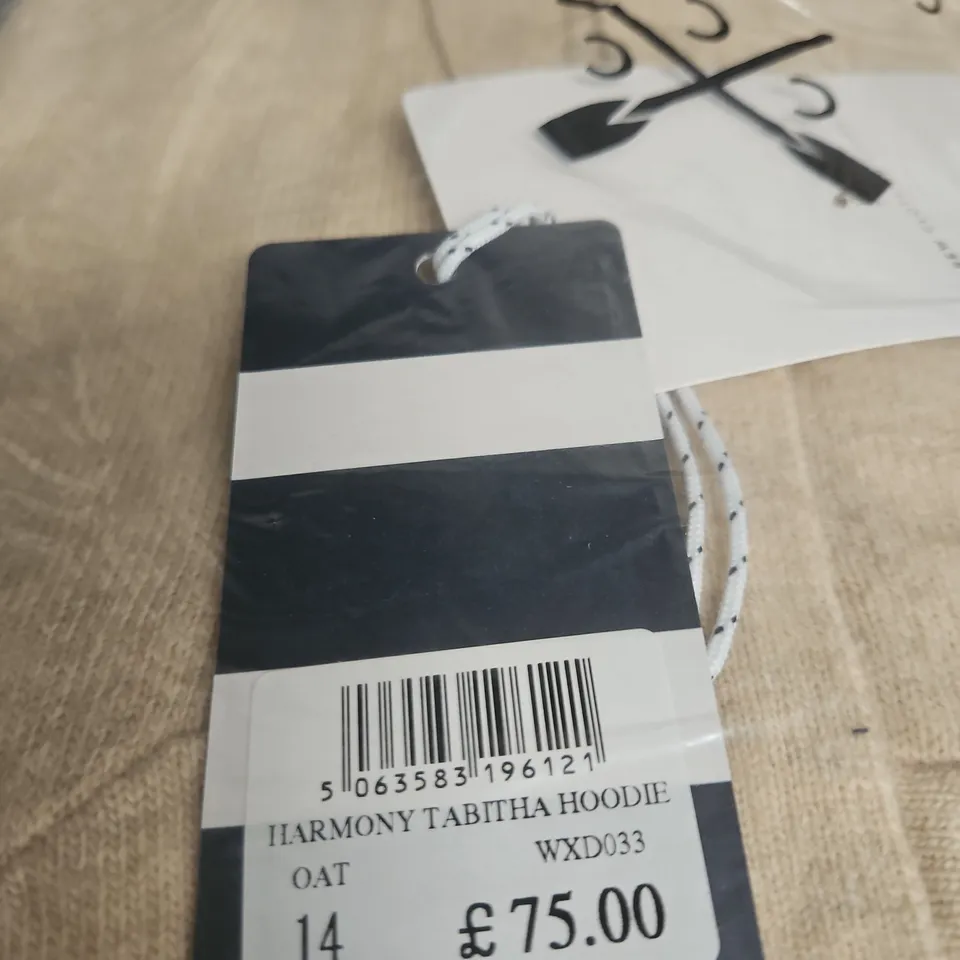 5 063583 196121
HARMONY TABITHA HOODIE
OAT WXD033
14 £75.00